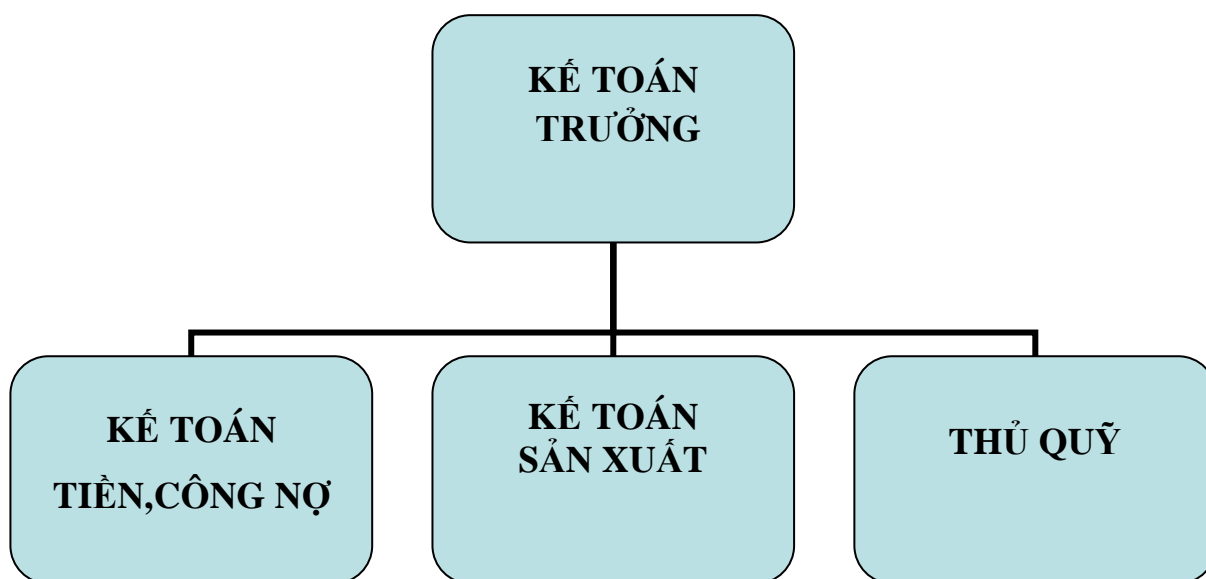 KẾ TOÁN
TRƯỞNG
KẾ TOÁN
TIỀN,CÔNG NỢ
KẾ TOÁN
SẢN XUẤT
THỦ QUỸ